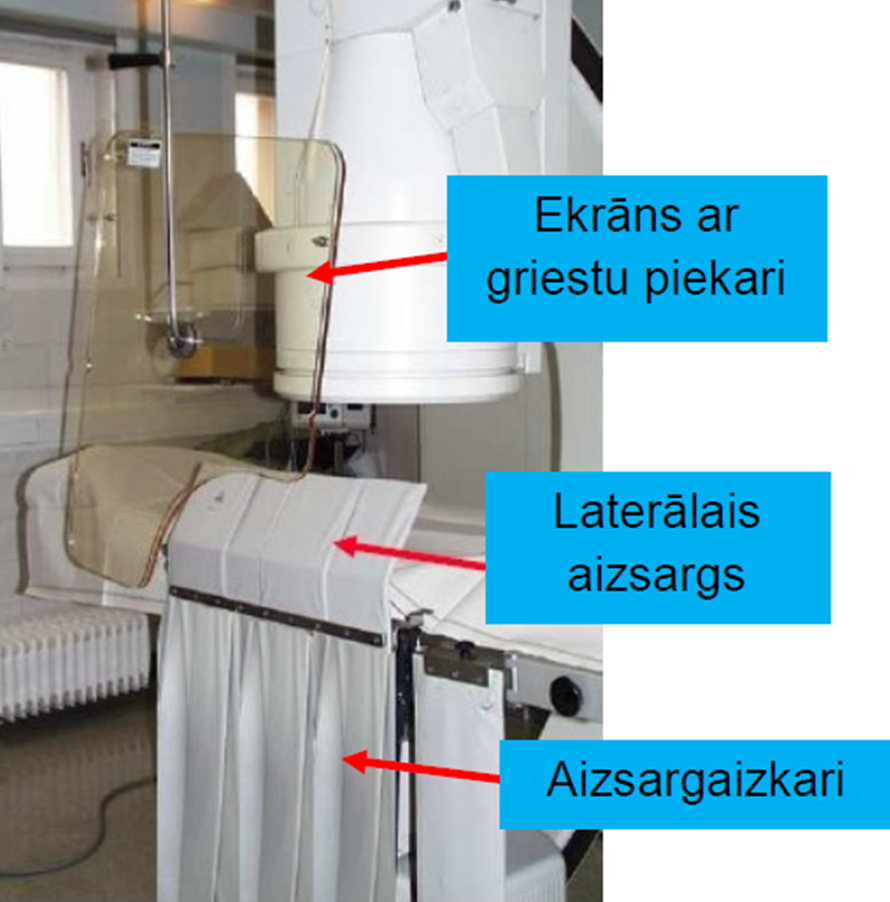 Ekrāns ar
griestu piekari
Laterālais
aizsargs
Aizsargaizkari